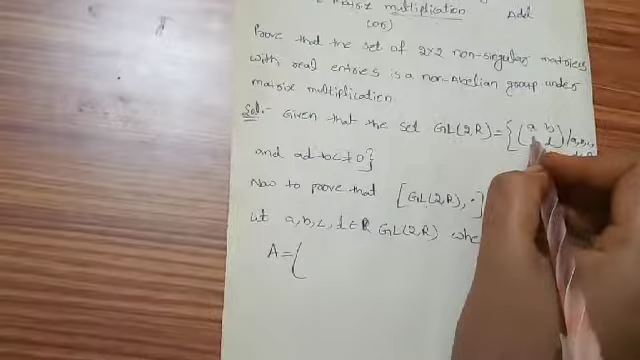 matrix multiplication Add
(or)
Prove that the set of 2x2 non-singular matrices
with real entries is a non-Abelian group under
matrix multiplication.
Sol:- Given that the set GL(2,R) = { ( a b
and ad-bc≠0}
Now to prove that [GL(2,R), ·]
Let a,b,c,d ∈ GL(2,R) whe
A = (